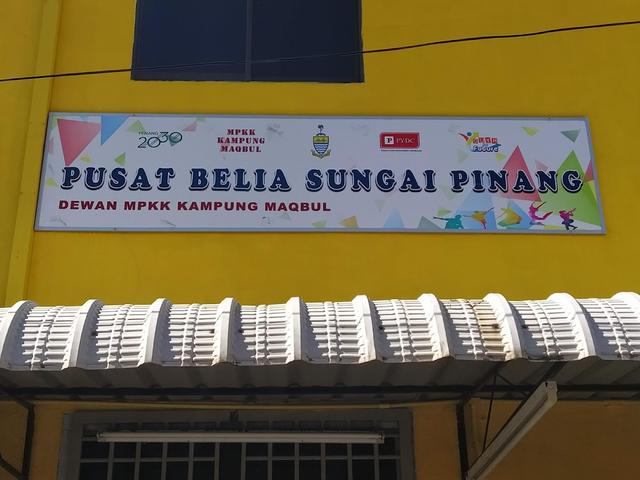 PENANG
2030
MPKK
KAMPUNG
MAQBUL
P PYDC
PUSAT BELIA SUNGAI PINANG
DEWAN MPKK KAMPUNG MAQBUL